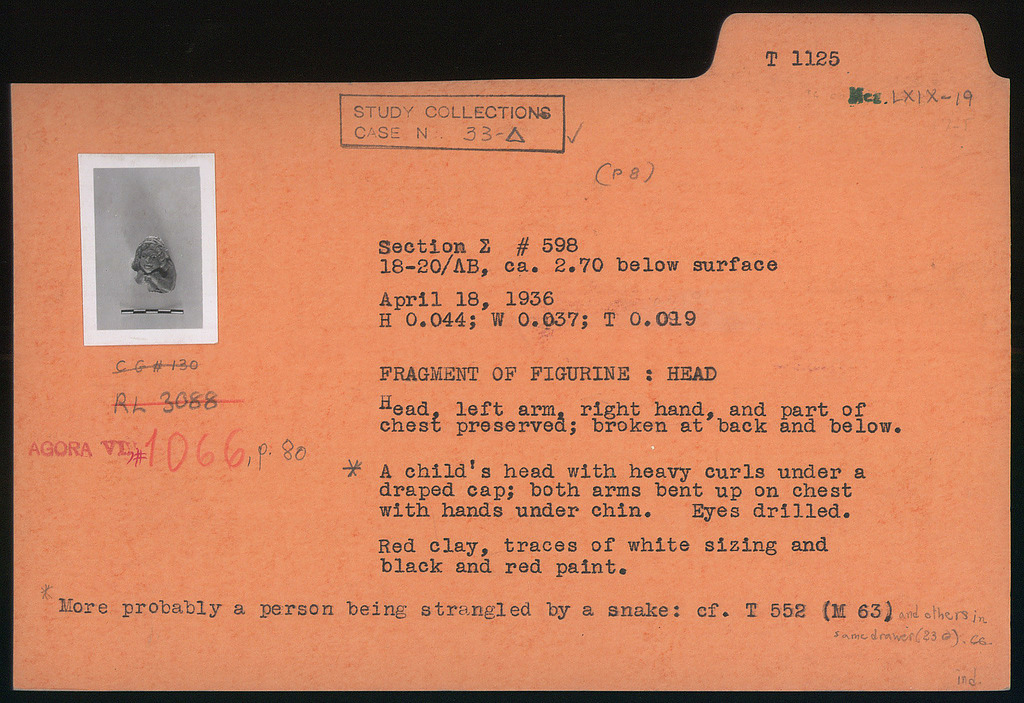 T 1125
Neg. LXIX-19
STUDY COLLECTIONS
CASE N . 33-Δ ✓
(P 8)
Section Σ # 598
18-20/ΛB, ca. 2.70 below surface
April 18, 1936
H 0.044; W 0.037; T 0.019
CG # 130
RL 3088
AGORA VI, # 1066, p. 80
FRAGMENT OF FIGURINE : HEAD
Head, left arm, right hand, and part of
chest preserved; broken at back and below.
* A child's head with heavy curls under a
draped cap; both arms bent up on chest
with hands under chin. Eyes drilled.
Red clay, traces of white sizing and
black and red paint.
* More probably a person being strangled by a snake: cf. T 552 (M 63) and others in
same drawer (23 Θ). CG.
ind.